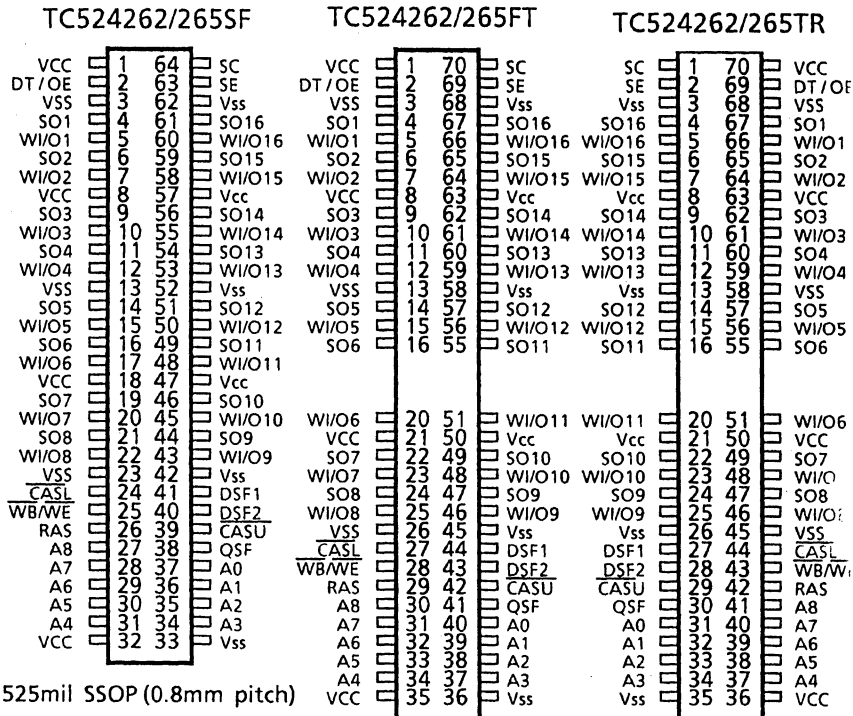 TC524262/265SF TC524262/265FT TC524262/265TR
VCC 1 64 SC VCC 1 70 SC SC 1 70 VCC
DT/OE 2 63 SE DT/OE 2 69 SE SE 2 69 DT/OE
VSS 3 62 Vss VSS 3 68 Vss Vss 3 68 VSS
SO1 4 61 SO16 SO1 4 67 SO16 SO16 4 67 SO1
WI/O1 5 60 WI/O16 WI/O1 5 66 WI/O16 WI/O16 5 66 WI/O1
SO2 6 59 SO15 SO2 6 65 SO15 SO15 6 65 SO2
WI/O2 7 58 WI/O15 WI/O2 7 64 WI/O15 WI/O15 7 64 WI/O2
VCC 8 57 Vcc VCC 8 63 Vcc Vcc 8 63 VCC
SO3 9 56 SO14 SO3 9 62 SO14 SO14 9 62 SO3
WI/O3 10 55 WI/O14 WI/O3 10 61 WI/O14 WI/O14 10 61 WI/O3
SO4 11 54 SO13 SO4 11 60 SO13 SO13 11 60 SO4
WI/O4 12 53 WI/O13 WI/O4 12 59 WI/O13 WI/O13 12 59 WI/O4
VSS 13 52 Vss VSS 13 58 Vss Vss 13 58 VSS
SO5 14 51 SO12 SO5 14 57 SO12 SO12 14 57 SO5
WI/O5 15 50 WI/O12 WI/O5 15 56 WI/O12 WI/O12 15 56 WI/O5
SO6 16 49 SO11 SO6 16 55 SO11 SO11 16 55 SO6
WI/O6 17 48 WI/O11
VCC 18 47 Vcc
SO7 19 46 SO10
WI/O7 20 45 WI/O10 WI/O6 20 51 WI/O11 WI/O11 20 51 WI/O6
SO8 21 44 SO9 VCC 21 50 Vcc Vcc 21 50 VCC
WI/O8 22 43 WI/O9 SO7 22 49 SO10 SO10 22 49 SO7
VSS 23 42 Vss WI/O7 23 48 WI/O10 WI/O10 23 48
CASL 24 41 DSF1 SO8 24 47 SO9 SO9 24 47 SO8
WB/WE 25 40 DSF2 WI/O8 25 46 WI/O9 WI/O9 25 46
RAS 26 39 CASU VSS 26 45 Vss Vss 26 45 VSS
A8 27 38 QSF CASL 27 44 DSF1 DSF1 27 44 CASL
A7 28 37 A0 WB/WE 28 43 DSF2 DSF2 28 43
A6 29 36 A1 RAS 29 42 CASU CASU 29 42 RAS
A5 30 35 A2 A8 30 41 QSF QSF 30 41 A8
A4 31 34 A3 A7 31 40 A0 A0 31 40 A7
VCC 32 33 Vss A6 32 39 A1 A1 32 39 A6
A5 33 38 A2 A2 33 38 A5
A4 34 37 A3 A3 34 37 A4
525mil SSOP (0.8mm pitch) VCC 35 36 Vss Vss 35 36 VCC